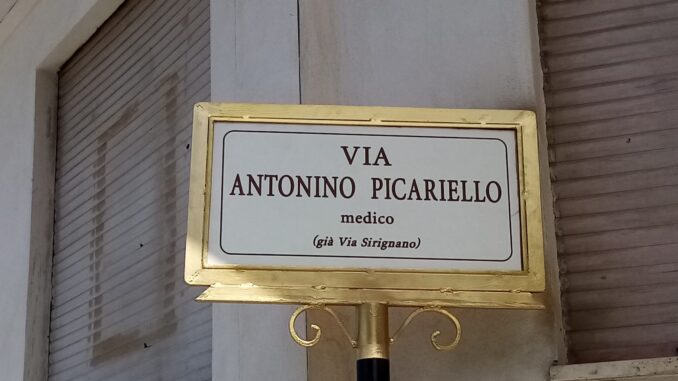 VIA
ANTONINO PICARIELLO
medico
(già Via Sirignano)